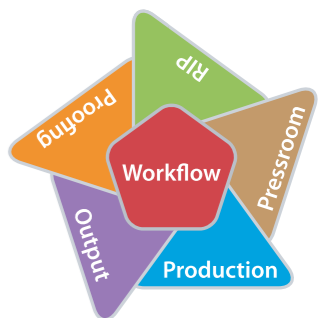 RIP
Proofing
Pressroom
Workflow
Output
Production